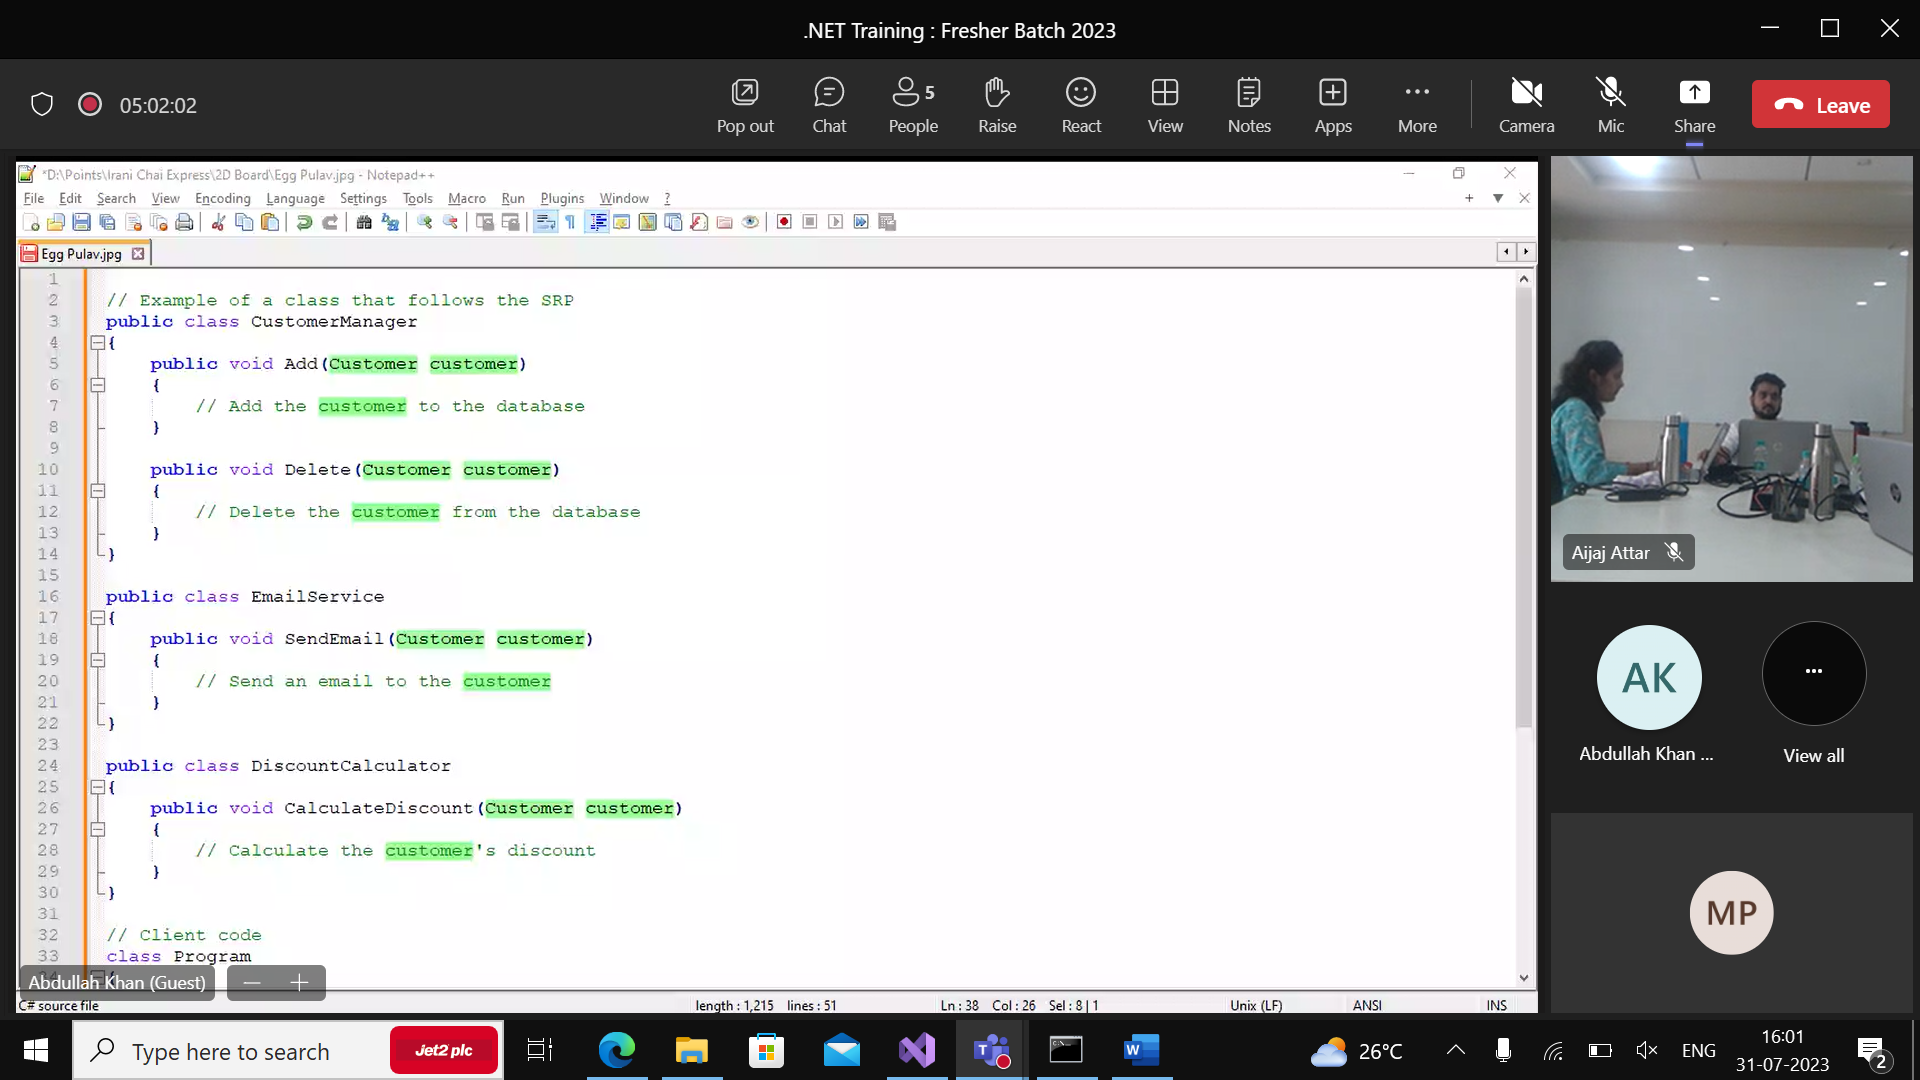 .NET Training : Fresher Batch 2023
05:02:02
Pop out
Chat
People 5
Raise
React
View
Notes
Apps
More
Camera
Mic
Share
Leave
*D:\Points\Irani Chai Express\2D Board\Egg Pulav.jpg - Notepad++
File Edit Search View Encoding Language Settings Tools Macro Run Plugins Window ?
Egg Pulav.jpg
1
2 // Example of a class that follows the SRP
3 public class CustomerManager
4 {
5 public void Add(Customer customer)
6 {
7 // Add the customer to the database
8 }
9
10 public void Delete(Customer customer)
11 {
12 // Delete the customer from the database
13 }
14 }
15
16 public class EmailService
17 {
18 public void SendEmail(Customer customer)
19 {
20 // Send an email to the customer
21 }
22 }
23
24 public class DiscountCalculator
25 {
26 public void CalculateDiscount(Customer customer)
27 {
28 // Calculate the customer's discount
29 }
30 }
31
32 // Client code
33 class Program
Abdullah Khan (Guest)
C# source file length : 1,215 lines : 51 Ln : 38 Col : 26 Sel : 8 | 1 Unix (LF) ANSI INS
Aijaj Attar
AK
Abdullah Khan ...
View all
MP
Type here to search
Jet2 plc
26°C
ENG
16:01
31-07-2023
2